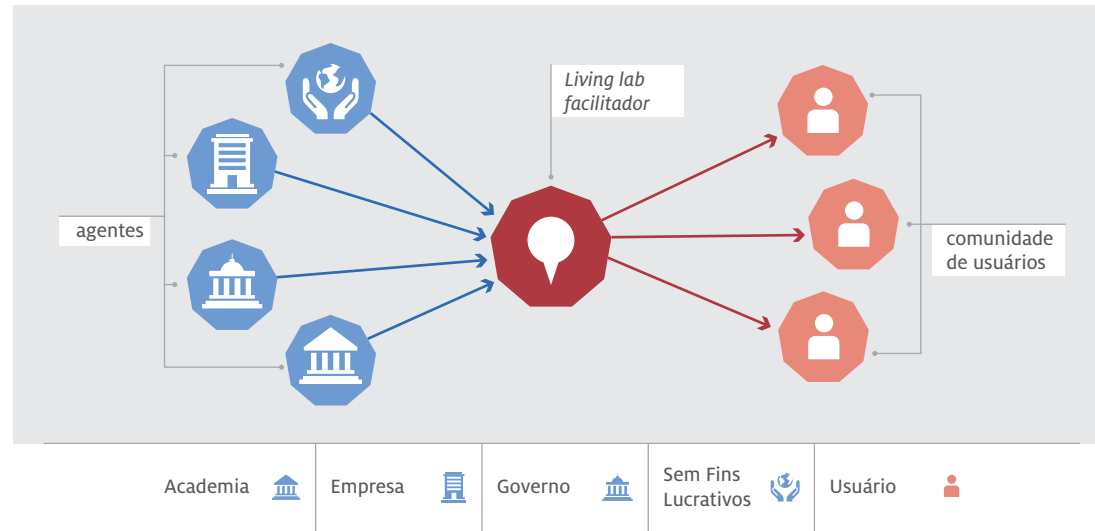 Living lab
facilitador
agentes
comunidade
de usuários
Academia
Empresa
Governo
Sem Fins
Lucrativos
Usuário